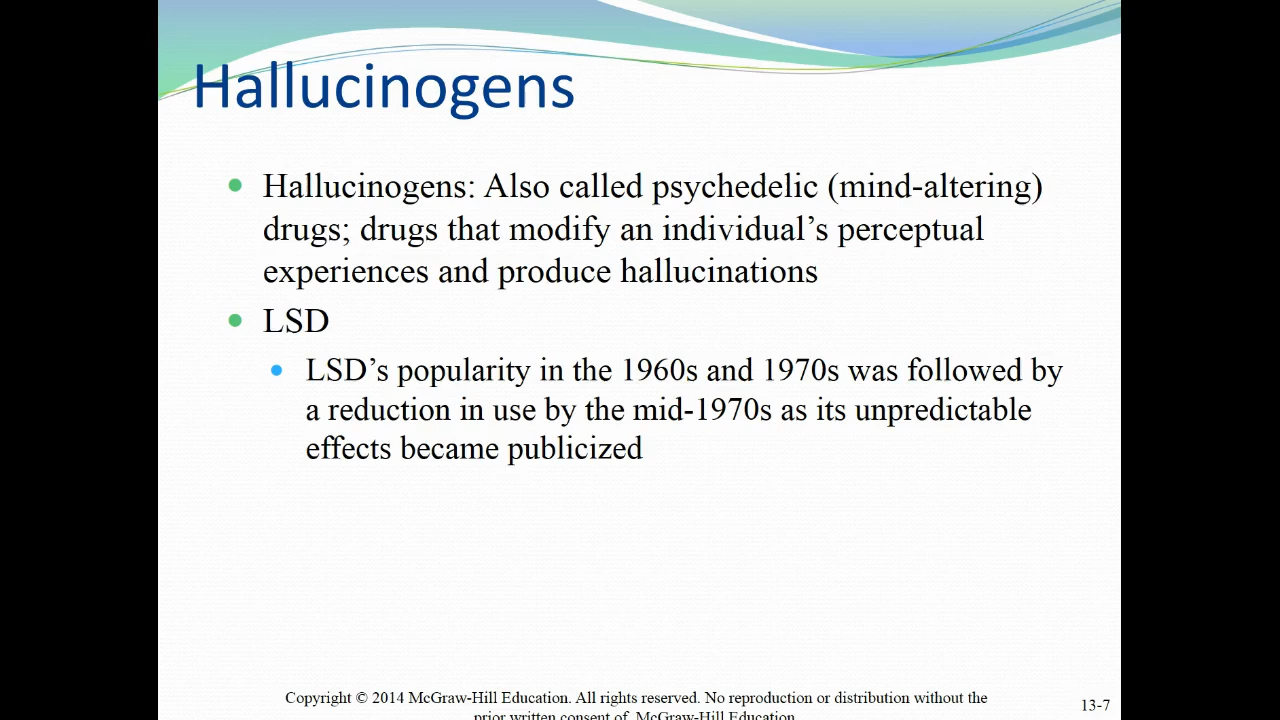 Hallucinogens
Hallucinogens: Also called psychedelic (mind-altering)
drugs; drugs that modify an individual’s perceptual
experiences and produce hallucinations
LSD
LSD’s popularity in the 1960s and 1970s was followed by
a reduction in use by the mid-1970s as its unpredictable
effects became publicized
Copyright © 2014 McGraw-Hill Education. All rights reserved. No reproduction or distribution without the
prior written consent of McGraw-Hill Education.
13-7